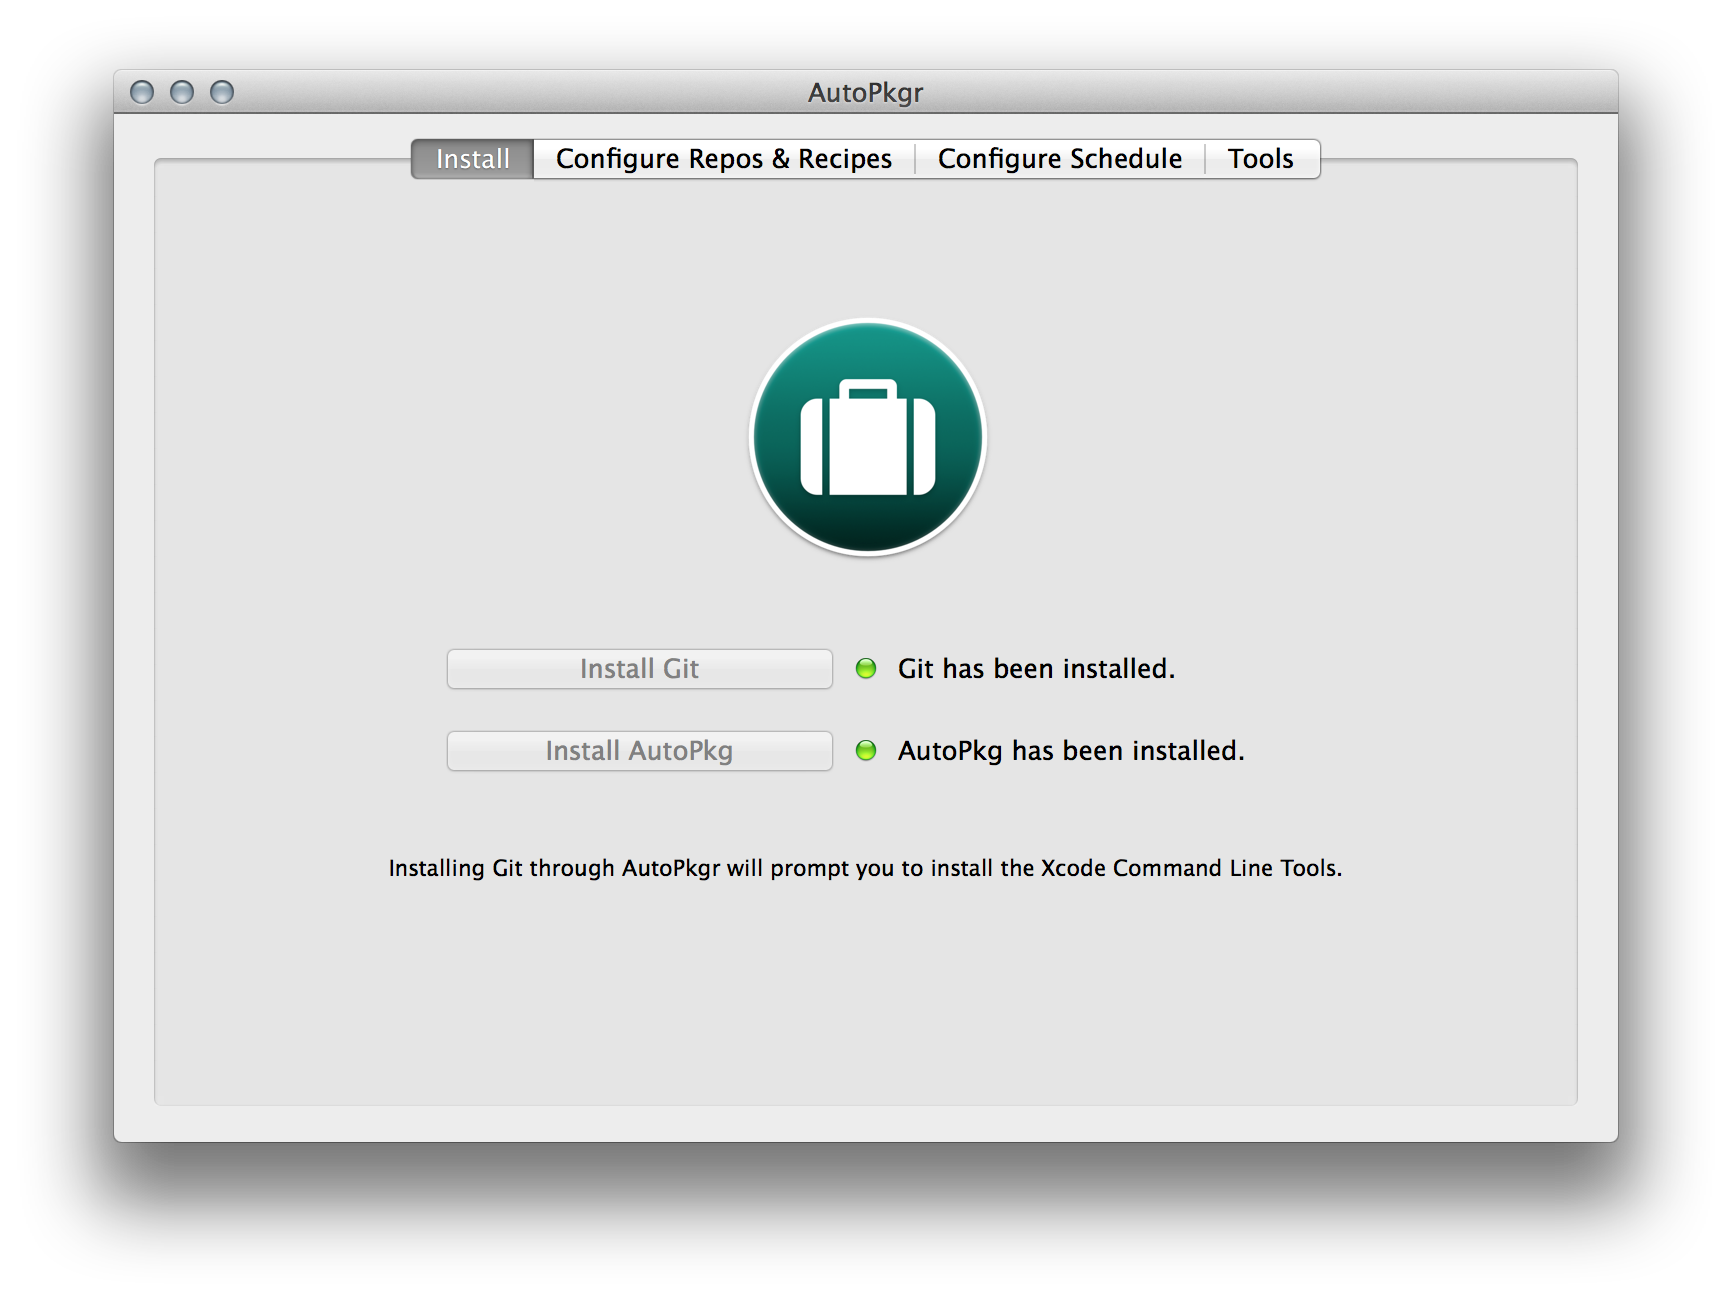 AutoPkgr
Install Configure Repos & Recipes Configure Schedule Tools
Install Git Git has been installed.
Install AutoPkg AutoPkg has been installed.
Installing Git through AutoPkgr will prompt you to install the Xcode Command Line Tools.